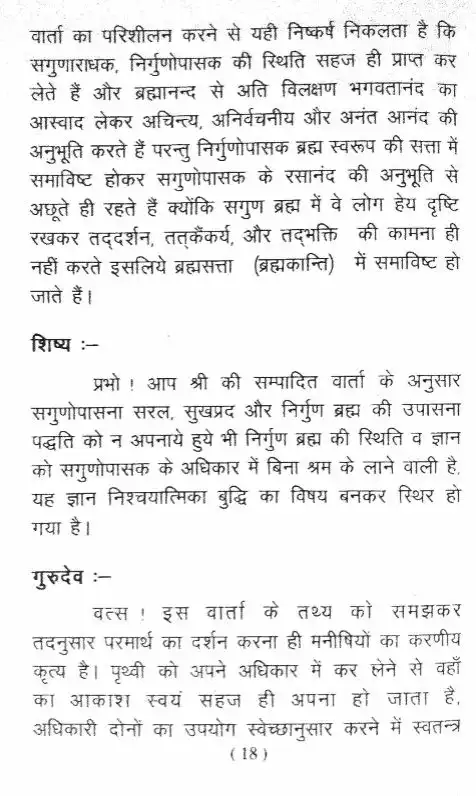 वार्ता का परिशीलन करने से यही निष्कर्ष निकलता है कि
सगुणाराधक, निर्गुणोपासक की स्थिति सहज ही प्राप्त कर
लेते हैं और ब्रह्मानन्द से अति विलक्षण भगवतानंद का
आस्वाद लेकर अचिन्त्य, अनिर्वचनीय और अनंत आनंद की
अनुभूति करते हैं परन्तु निर्गुणोपासक ब्रह्म स्वरूप की सत्ता में
समाविष्ट होकर सगुणोपासक के रसानंद की अनुभूति से
अछूते ही रहते हैं क्योंकि सगुण ब्रह्म में वे लोग हेय दृष्टि
रखकर तद्दर्शन, तत्कैंकर्य, और तद्भक्ति की कामना ही
नहीं करते इसलिये ब्रह्मसत्ता (ब्रह्मकान्ति) में समाविष्ट हो
जाते हैं।
शिष्य :–
प्रभो ! आप श्री की सम्पादित वार्ता के अनुसार
सगुणोपासना सरल, सुखप्रद और निर्गुण ब्रह्म की उपासना
पद्धति को न अपनाये हुये भी निर्गुण ब्रह्म की स्थिति व ज्ञान
को सगुणोपासक के अधिकार में बिना श्रम के लाने वाली है,
यह ज्ञान निश्चयात्मिका बुद्धि का विषय बनकर स्थिर हो
गया है।
गुरुदेव :–
वत्स ! इस वार्ता के तथ्य को समझकर
तदनुसार परमार्थ का दर्शन करना ही मनीषियों का करणीय
कृत्य है। पृथ्वी को अपने अधिकार में कर लेने से वहाँ
का आकाश स्वयं सहज ही अपना हो जाता है,
अधिकारी दोनों का उपयोग स्वेच्छानुसार करने में स्वतन्त्र
( 18 )